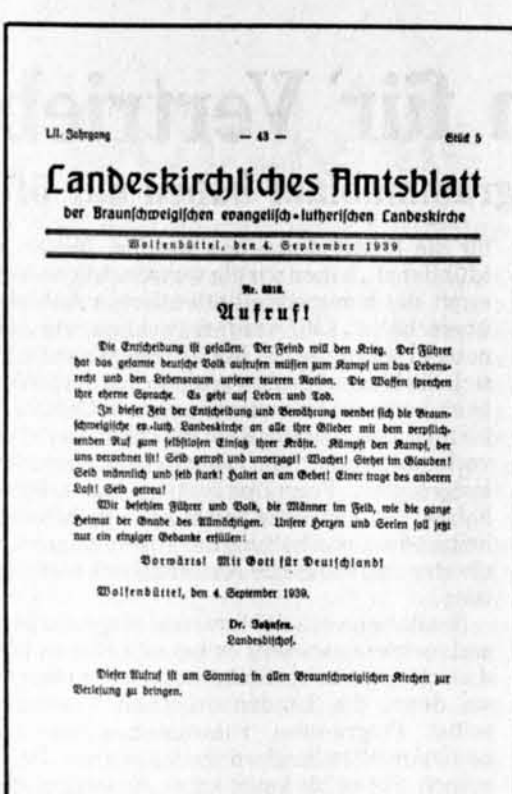 LII. Jahrgang — 43 — Stück 5
Landeskirchliches Amtsblatt
der Braunschweigischen evangelisch-lutherischen Landeskirche
Wolfenbüttel, den 4. September 1939
Nr.
Aufruf!
Die Entscheidung ist gefallen. Der Feind will den Krieg. Der Führer
hat das gesamte deutsche Volk aufrufen müssen zum Kampf um das Lebens-
recht und den Lebensraum unserer teueren Nation. Die Waffen sprechen
ihre eherne Sprache. Es geht auf Leben und Tod.
In dieser Zeit der Entscheidung und Bewährung wendet sich die Braun-
schweigische ev.-luth. Landeskirche an alle ihre Glieder mit dem verpflich-
tenden Ruf zum selbstlosen Einsatz ihrer Kräfte. Kämpft den Kampf, der
uns verordnet ist! Seid getrost und unverzagt! Wachet! Stehet im Glauben!
Seid männlich und seid stark! Haltet an am Gebet! Einer trage des anderen
Last! Seid getreu!
Wir befehlen Führer und Volk, die Männer im Feld, wie die ganze
Heimat der Gnade des Allmächtigen. Unsere Herzen und Seelen soll jetzt
nur ein einziger Gedanke erfüllen:
Vorwärts! Mit Gott für Deutschland!
Wolfenbüttel, den 4. September 1939.
Dr. Johnsen.
Landesbischof.
Dieser Aufruf ist am Sonntag in allen Braunschweigischen Kirchen zur
Verlesung zu bringen.